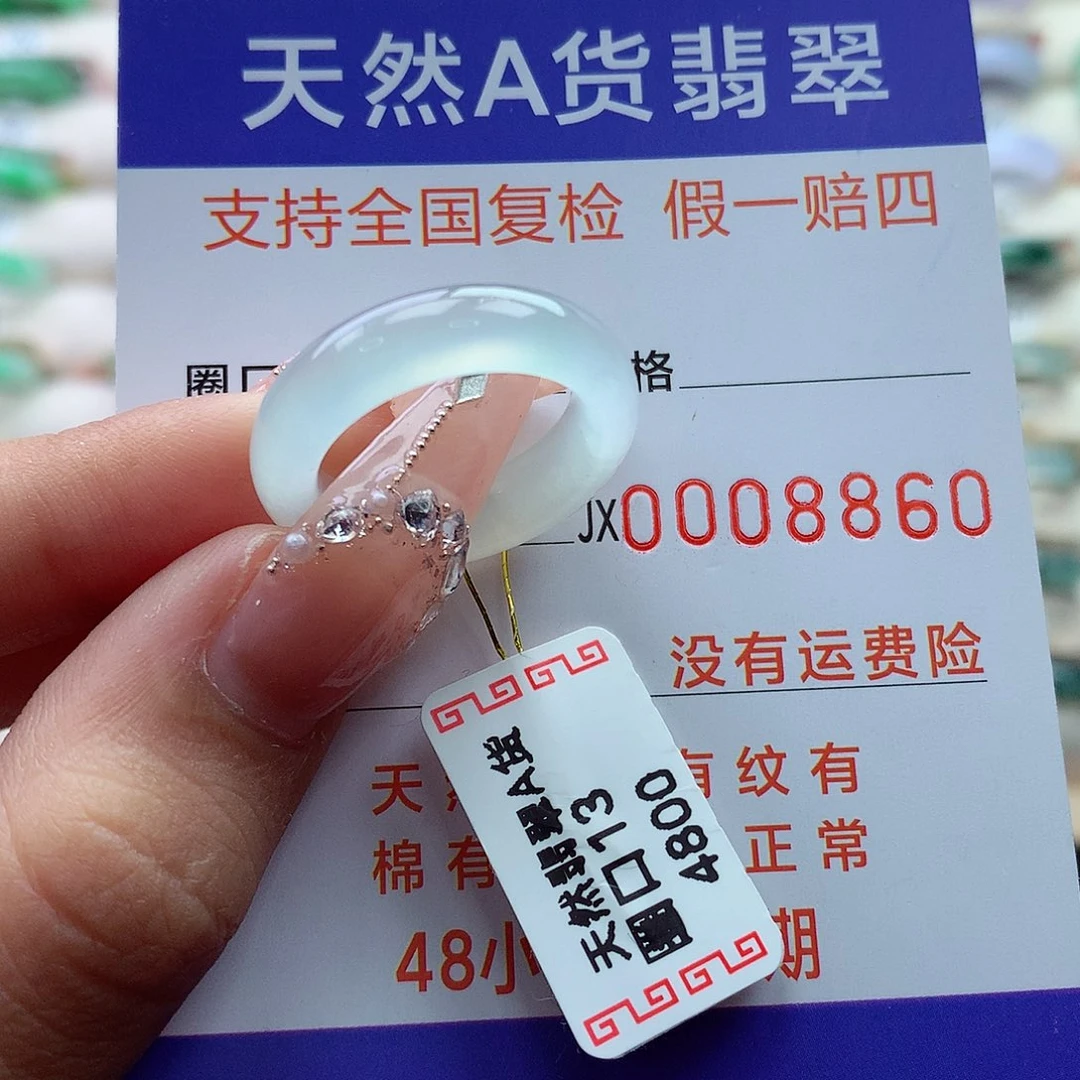 天然A货翡翠
支持全国复检 假一赔四
圈口 格
JX0008860
没有运费险
天 有纹有
棉有 正常
48小 期
天然翡翠A货
圈口13
4800